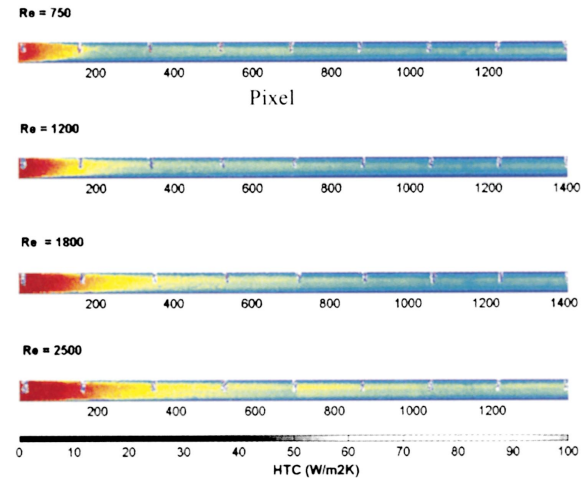 Re = 750
200 400 600 800 1000 1200
Pixel
Re = 1200
200 400 600 800 1000 1200 1400
Re = 1800
200 400 600 800 1000 1200 1400
Re = 2500
200 400 600 800 1000 1200
0 10 20 30 40 50 60 70 80 90 100
HTC (W/m2K)